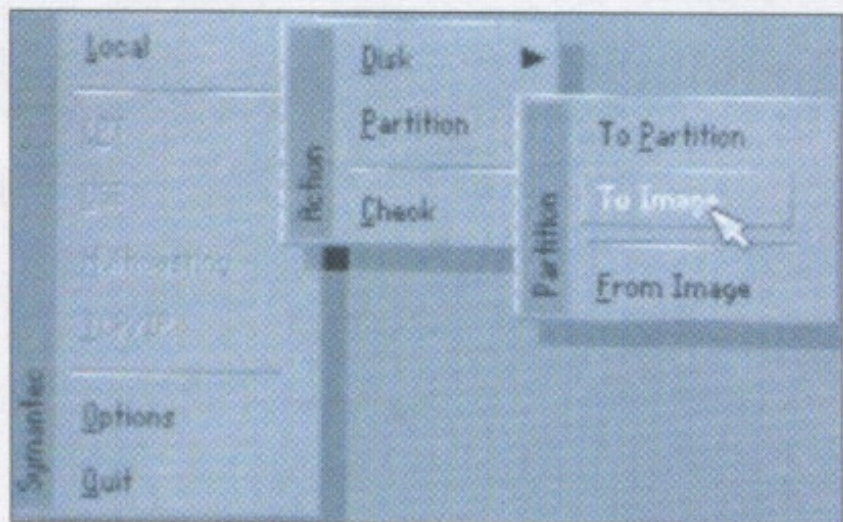 Local
Options
Quit
Symantec
Disk
Partition
Check
Action
To Partition
To Image
From Image
Partition